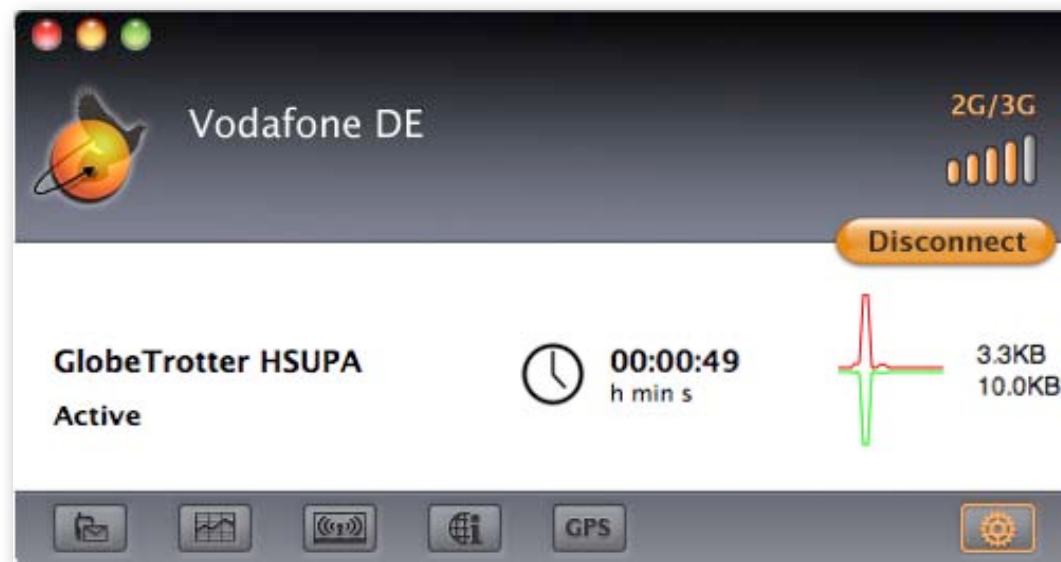 Vodafone DE
2G/3G
Disconnect
GlobeTrotter HSUPA
Active
00:00:49
h min s
3.3KB
10.0KB
GPS